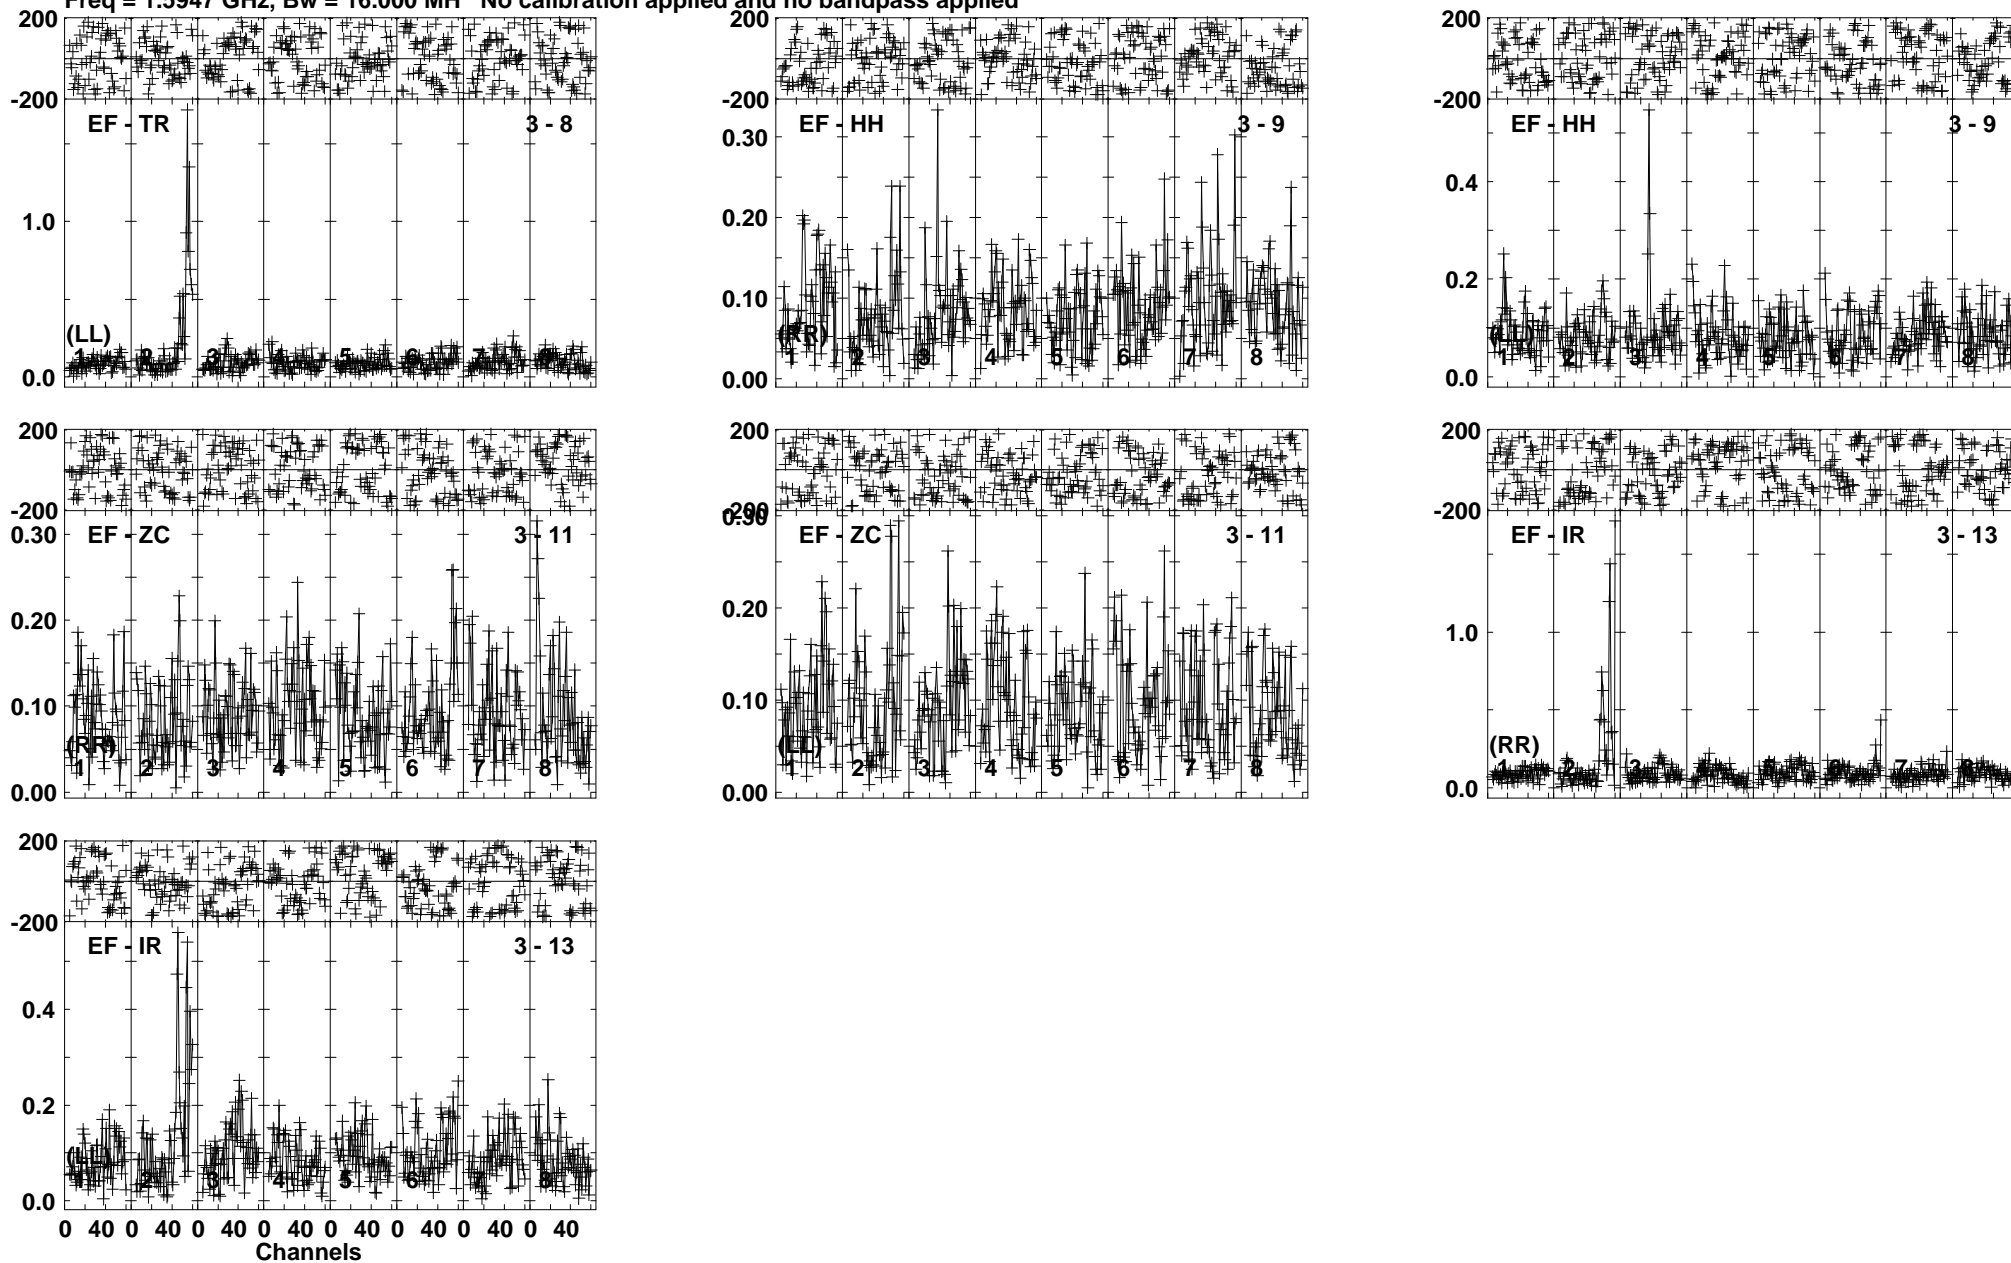 Freq = 1.5947 GHz, Bw = 16.000 MH No calibration applied and no bandpass applied
200
-200
EF - TR 3 - 8
1.0
0.0
(LL)
1 2 3 4 5 6 7 8
200
-200
EF - HH 3 - 9
0.30
0.20
0.10
0.00
(RR)
1 2 3 4 5 6 7 8
200
-200
EF - HH 3 - 9
0.4
0.2
0.0
(LL)
1 2 3 4 5 6 7 8
200
-200
EF - ZC 3 - 11
0.30
0.20
0.10
0.00
(RR)
1 2 3 4 5 6 7 8
200
-200
EF - ZC 3 - 11
0.30
0.20
0.10
0.00
(LL)
1 2 3 4 5 6 7 8
200
-200
EF - IR 3 - 13
1.0
0.0
(RR)
1 2 3 4 5 6 7 8
200
-200
EF - IR 3 - 13
0.4
0.2
0.0
(LL)
1 2 3 4 5 6 7 8
0 40 0 40 0 40 0 40 0 40 0 40 0 40 0 40
Channels